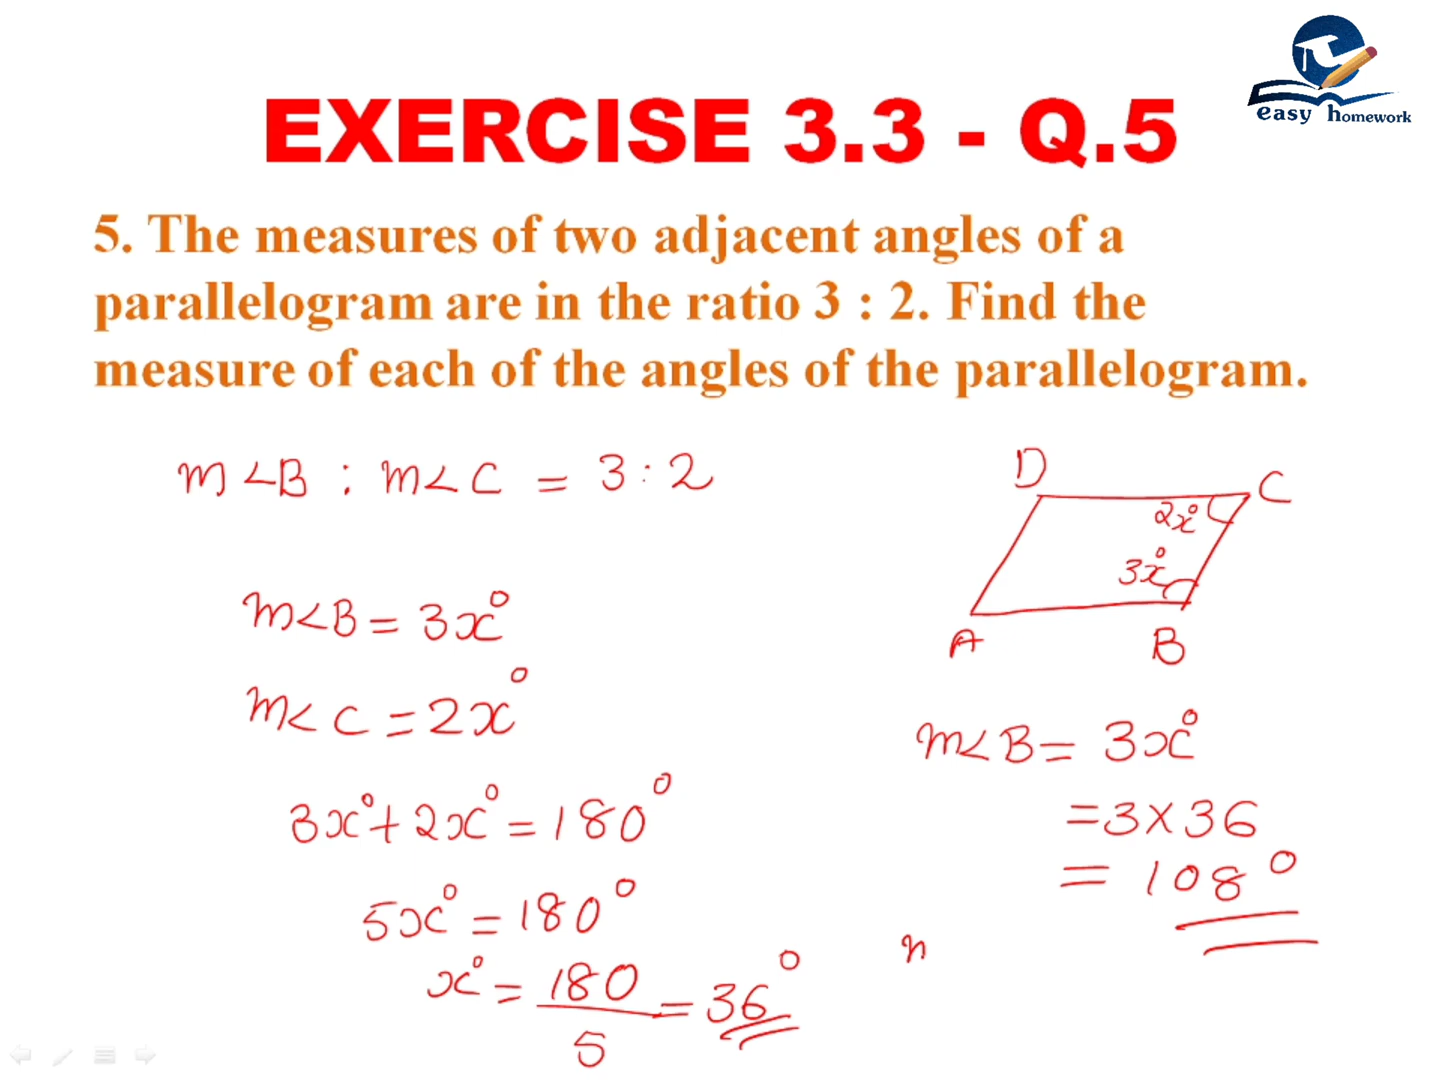 easy homework
EXERCISE 3.3 - Q.5
5. The measures of two adjacent angles of a
parallelogram are in the ratio 3 : 2. Find the
measure of each of the angles of the parallelogram.
m<B : m<C = 3:2
D
C
2x°
3x°
A
B
m<B = 3x°
m<C = 2x°
3x°+2x° = 180°
5x° = 180°
x° = 180/5 = 36°
m<B = 3x°
=3×36
= 108°